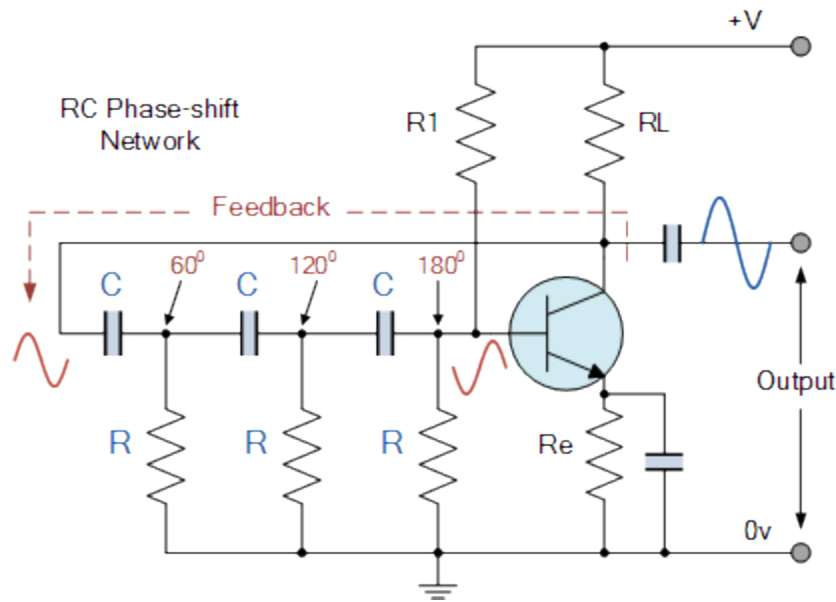 +V
RC Phase-shift
Network
R1
RL
Feedback
C
60⁰
C
120⁰
C
180⁰
Output
R
R
R
Re
0v